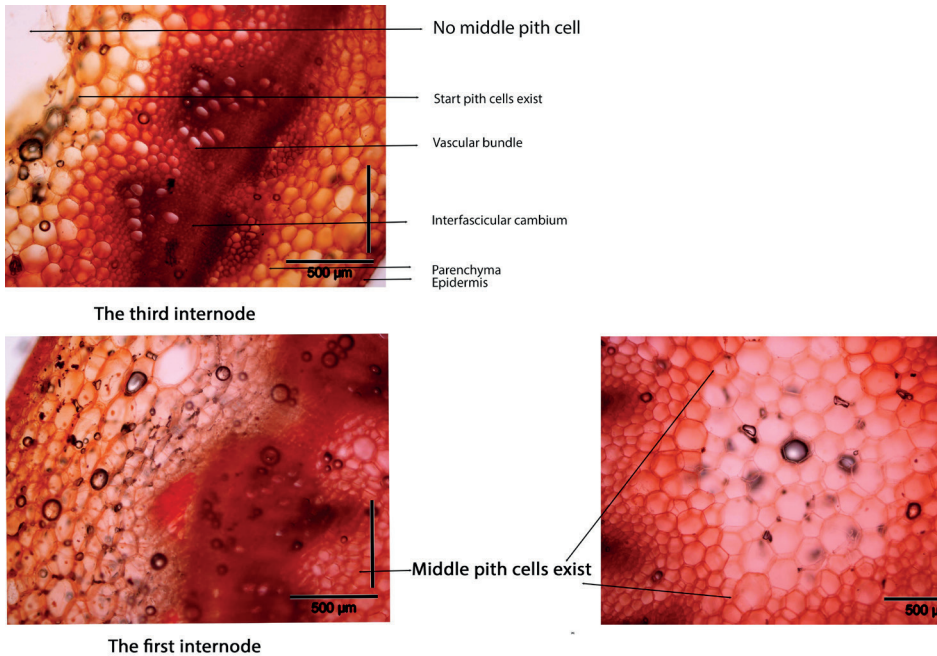 No middle pith cell
Start pith cells exist
Vascular bundle
Interfascicular cambium
500 µm
Parenchyma
Epidermis
The third internode
500 µm
Middle pith cells exist
500 µm
The first internode